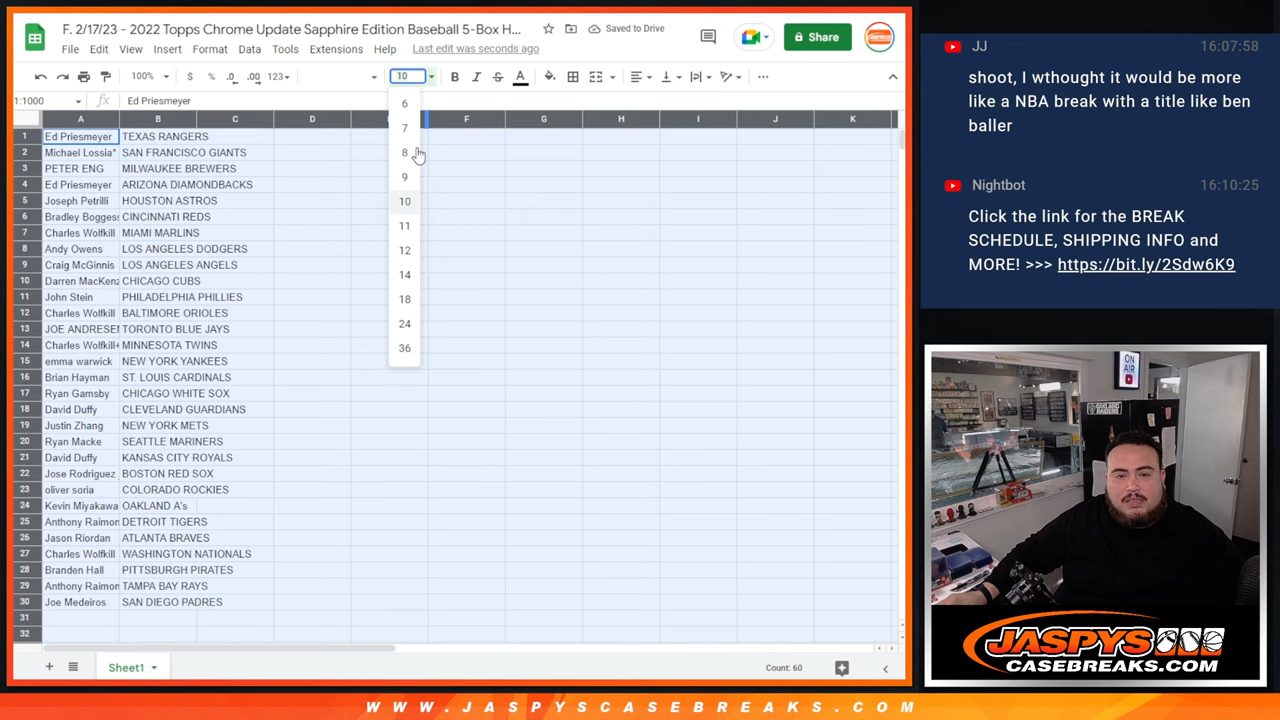 F. 2/17/23 - 2022 Topps Chrome Update Sapphire Edition Baseball 5-Box H...
Saved to Drive
File Edit View Insert Format Data Tools Extensions Help Last edit was seconds ago
Share
100% $ % .0 .00 123 10
1:1000 fx Ed Priesmeyer
A B C D F G H I J K
1 Ed Priesmeyer TEXAS RANGERS
2 Michael Lossia* SAN FRANCISCO GIANTS
3 PETER ENG MILWAUKEE BREWERS
4 Ed Priesmeyer ARIZONA DIAMONDBACKS
5 Joseph Petrilli HOUSTON ASTROS
6 Bradley Boggess CINCINNATI REDS
7 Charles Wolfkill MIAMI MARLINS
8 Andy Owens LOS ANGELES DODGERS
9 Craig McGinnis LOS ANGELES ANGELS
10 Darren MacKenz CHICAGO CUBS
11 John Stein PHILADELPHIA PHILLIES
12 Charles Wolfkill BALTIMORE ORIOLES
13 JOE ANDRESEN TORONTO BLUE JAYS
14 Charles Wolfkill+ MINNESOTA TWINS
15 emma warwick NEW YORK YANKEES
16 Brian Hayman ST. LOUIS CARDINALS
17 Ryan Gamsby CHICAGO WHITE SOX
18 David Duffy CLEVELAND GUARDIANS
19 Justin Zhang NEW YORK METS
20 Ryan Macke SEATTLE MARINERS
21 David Duffy KANSAS CITY ROYALS
22 Jose Rodriguez BOSTON RED SOX
23 oliver soria COLORADO ROCKIES
24 Kevin Miyakawa OAKLAND A's
25 Anthony Raimon DETROIT TIGERS
26 Jason Riordan ATLANTA BRAVES
27 Charles Wolfkill WASHINGTON NATIONALS
28 Branden Hall PITTSBURGH PIRATES
29 Anthony Raimon TAMPA BAY RAYS
30 Joe Medeiros SAN DIEGO PADRES
31
32
6
7
8
9
10
11
12
14
18
24
36
Sheet1
Count: 60
JJ 16:07:58
shoot, I wthought it would be more
like a NBA break with a title like ben
baller
Nightbot 16:10:25
Click the link for the BREAK
SCHEDULE, SHIPPING INFO and
MORE! >>> https://bit.ly/2Sdw6K9
ON
AIR
JASPYS
CASEBREAKS.COM
WWW.JASPYSCASEBREAKS.COM